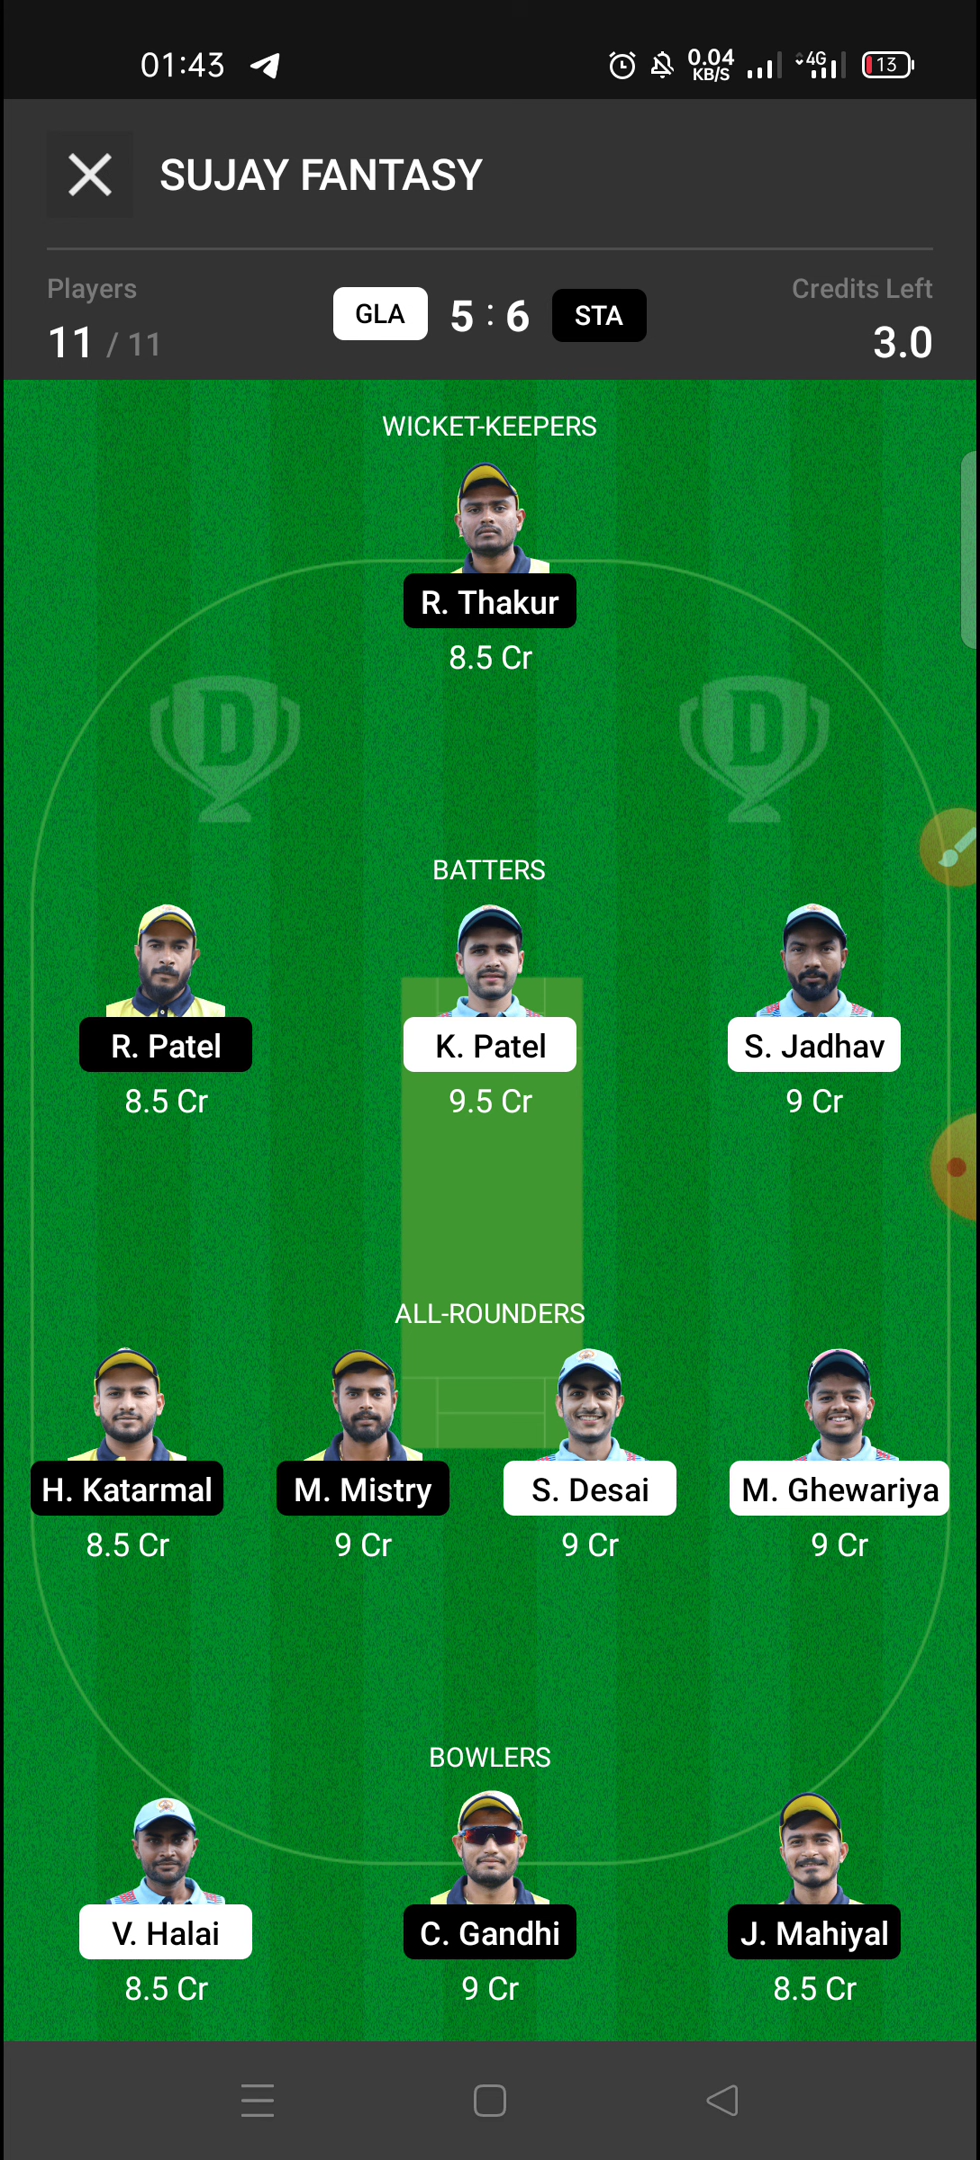 01:43
0.04 KB/S
4G
13
SUJAY FANTASY
Players
11 / 11
GLA 5 : 6 STA
Credits Left
3.0
WICKET-KEEPERS
R. Thakur
8.5 Cr
D D
BATTERS
R. Patel K. Patel S. Jadhav
8.5 Cr 9.5 Cr 9 Cr
ALL-ROUNDERS
H. Katarmal M. Mistry S. Desai M. Ghewariya
8.5 Cr 9 Cr 9 Cr 9 Cr
BOWLERS
V. Halai C. Gandhi J. Mahiyal
8.5 Cr 9 Cr 8.5 Cr